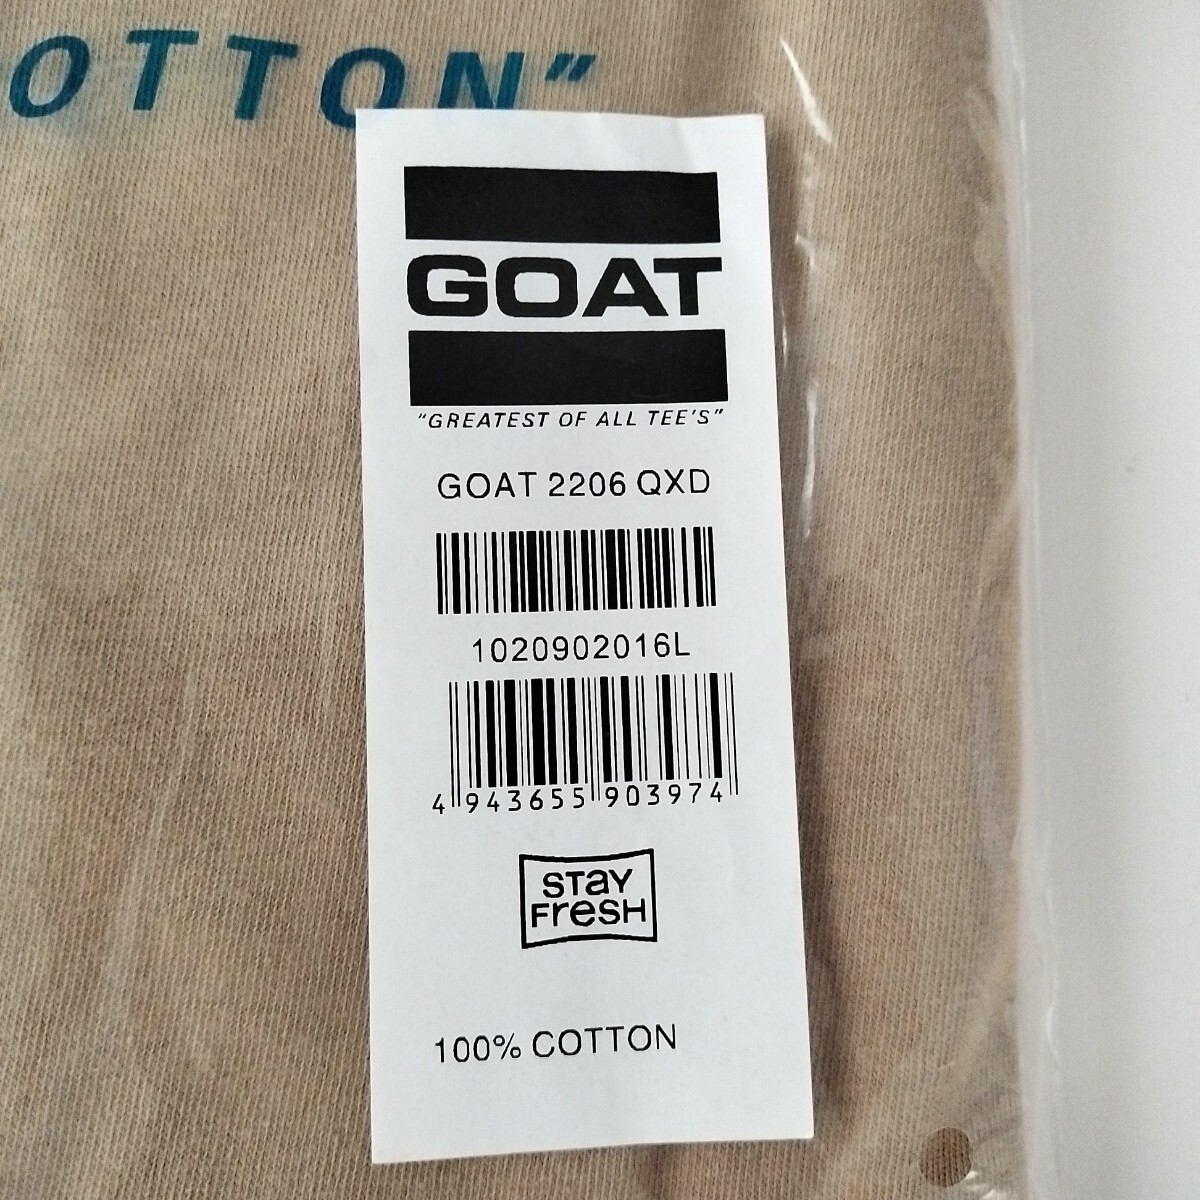 OTTON”
GOAT
“GREATEST OF ALL TEE'S”
GOAT 2206 QXD
1020902016L
4 943655 903974
STay
FresH
100% COTTON